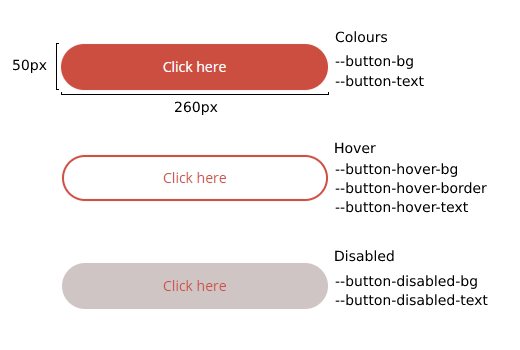 Colours
50px
Click here
--button-bg
--button-text
260px
Hover
Click here
--button-hover-bg
--button-hover-border
--button-hover-text
Disabled
Click here
--button-disabled-bg
--button-disabled-text